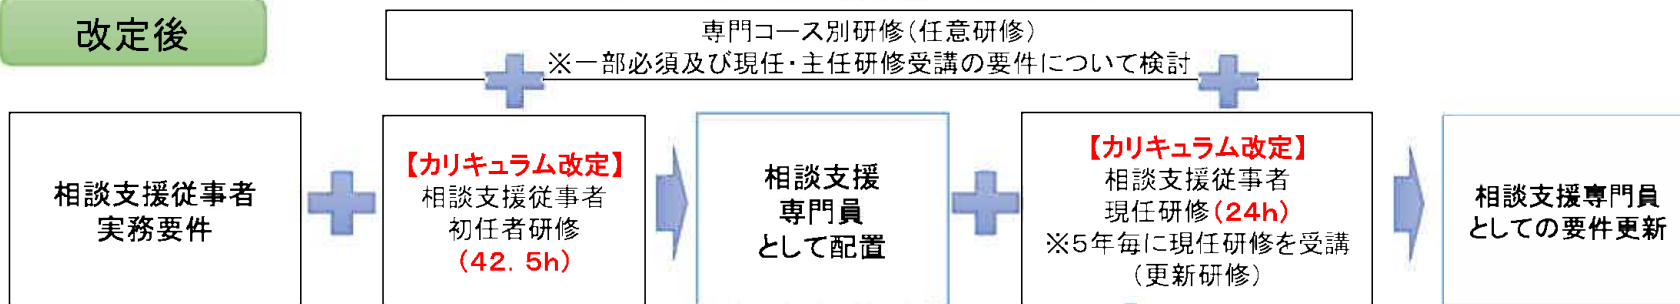 改定後
専門コース別研修(任意研修)
※一部必須及び現任・主任研修受講の要件について検討
相談支援従事者
実務要件
【カリキュラム改定】
相談支援従事者
初任者研修
(42. 5h)
相談支援
専門員
として配置
【カリキュラム改定】
相談支援従事者
現任研修(24h)
※5年毎に現任研修を受講
(更新研修)
相談支援専門員
としての要件更新